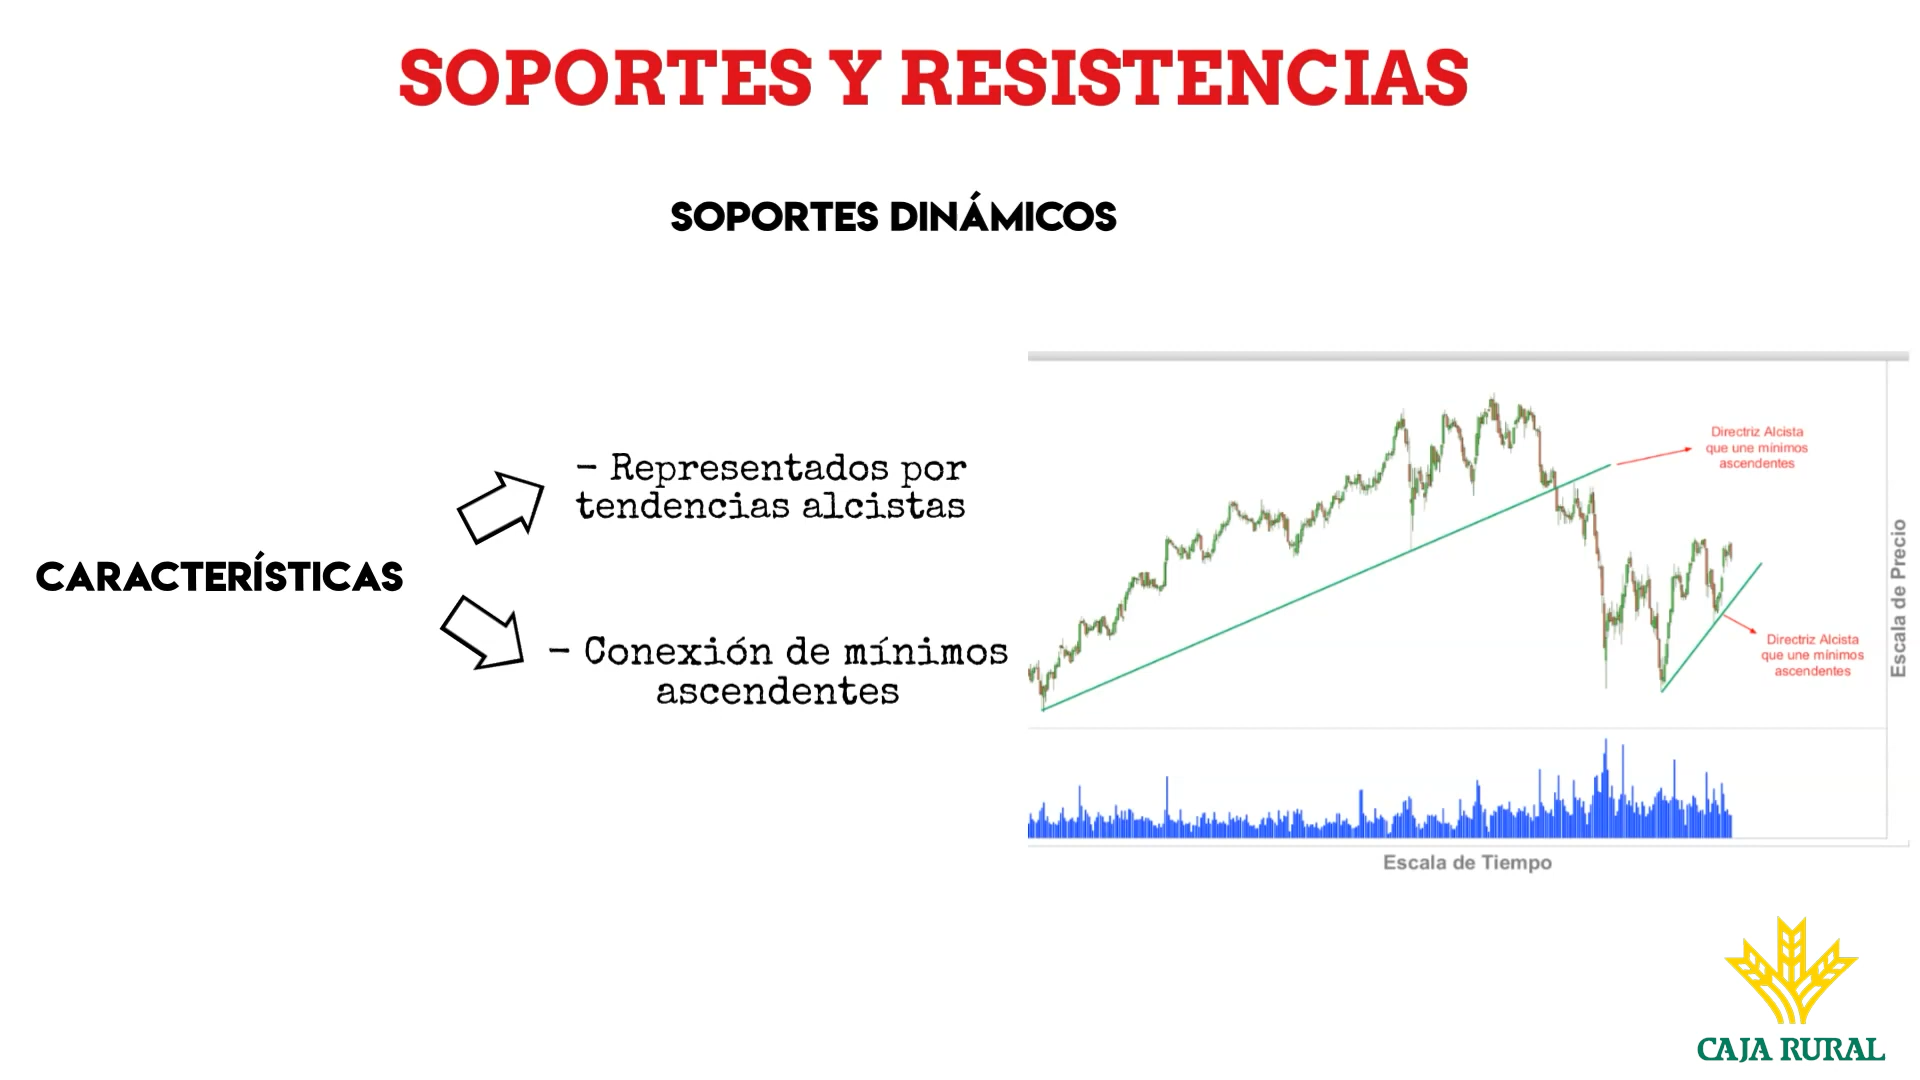 SOPORTES Y RESISTENCIAS
SOPORTES DINÁMICOS
CARACTERÍSTICAS
- Representados por
tendencias alcistas
- Conexión de mínimos
ascendentes
Directriz Alcista
que une mínimos
ascendentes
Directriz Alcista
que une mínimos
ascendentes
Escala de Precio
Escala de Tiempo
CAJA RURAL